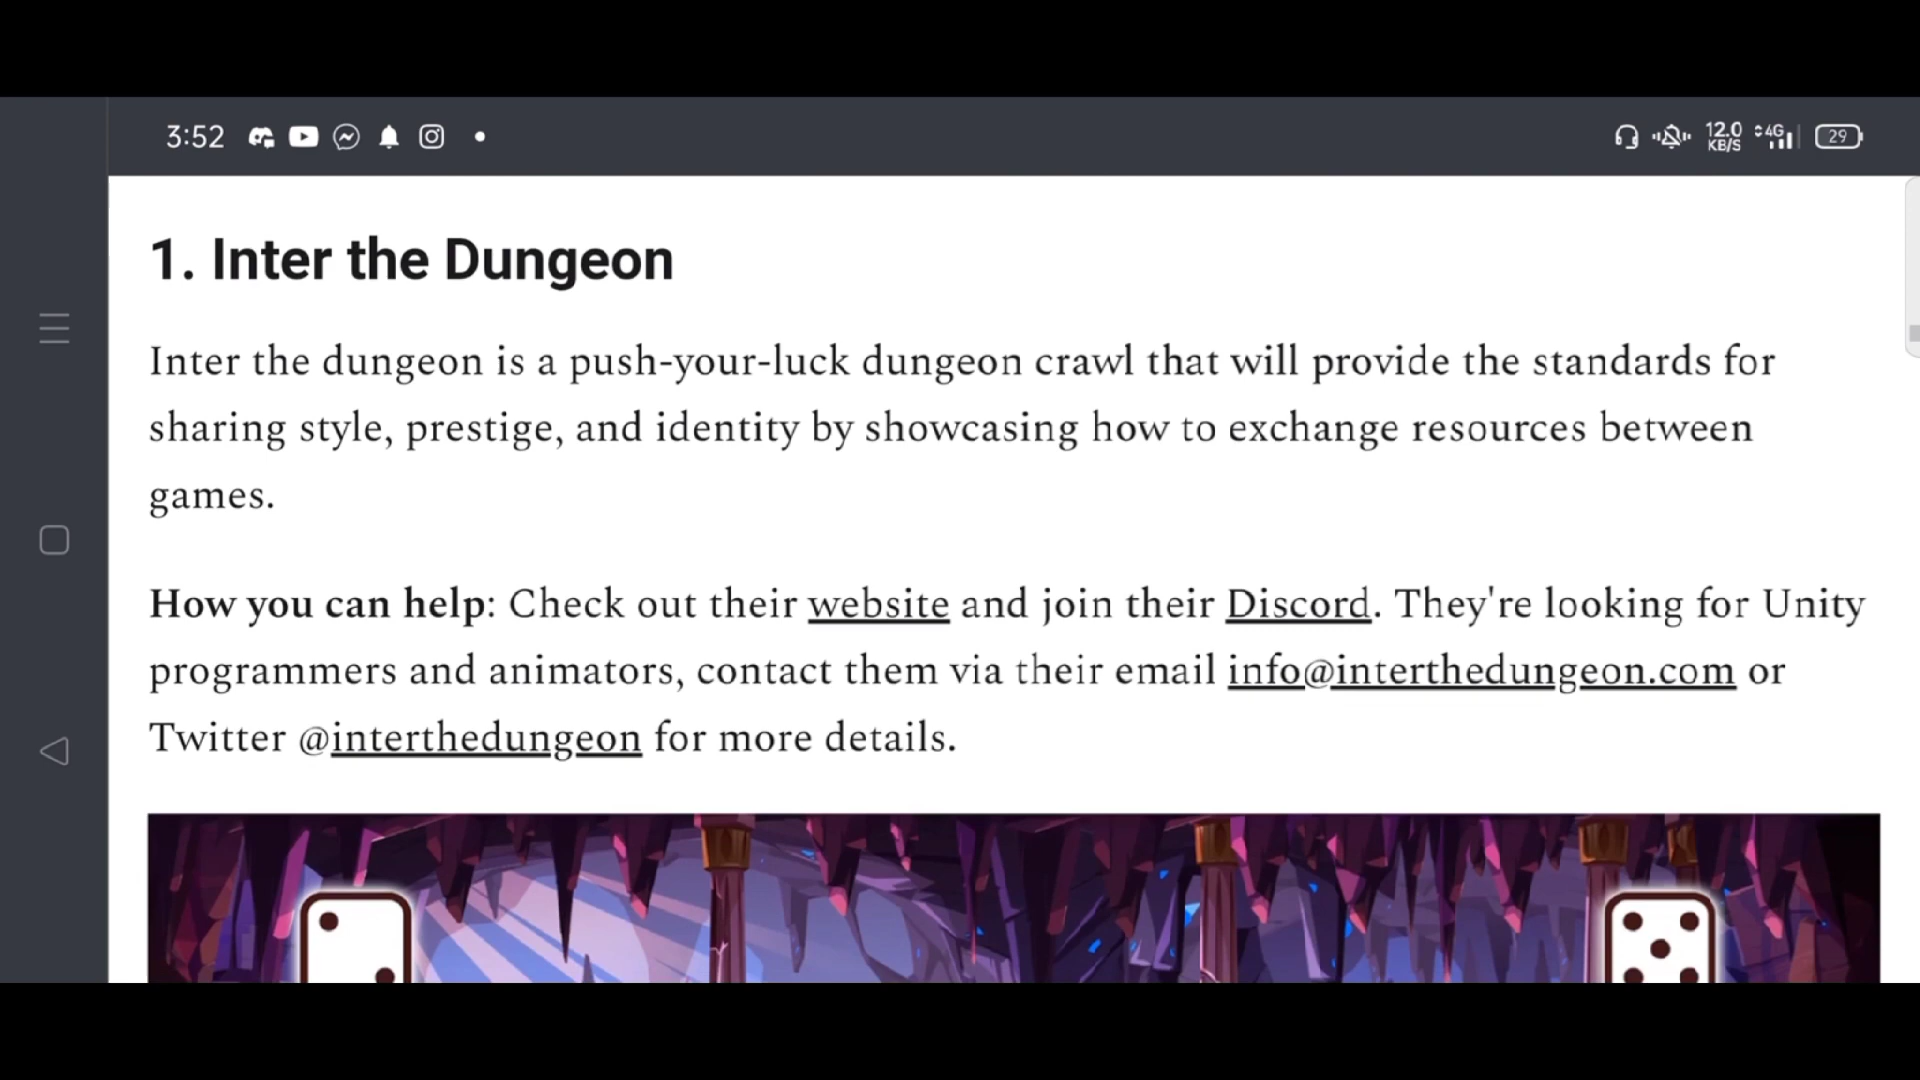 3:52
12.0
KB/S
4G
29
1. Inter the Dungeon
Inter the dungeon is a push-your-luck dungeon crawl that will provide the standards for
sharing style, prestige, and identity by showcasing how to exchange resources between
games.
How you can help: Check out their website and join their Discord. They're looking for Unity
programmers and animators, contact them via their email info@interthedungeon.com or
Twitter @interthedungeon for more details.